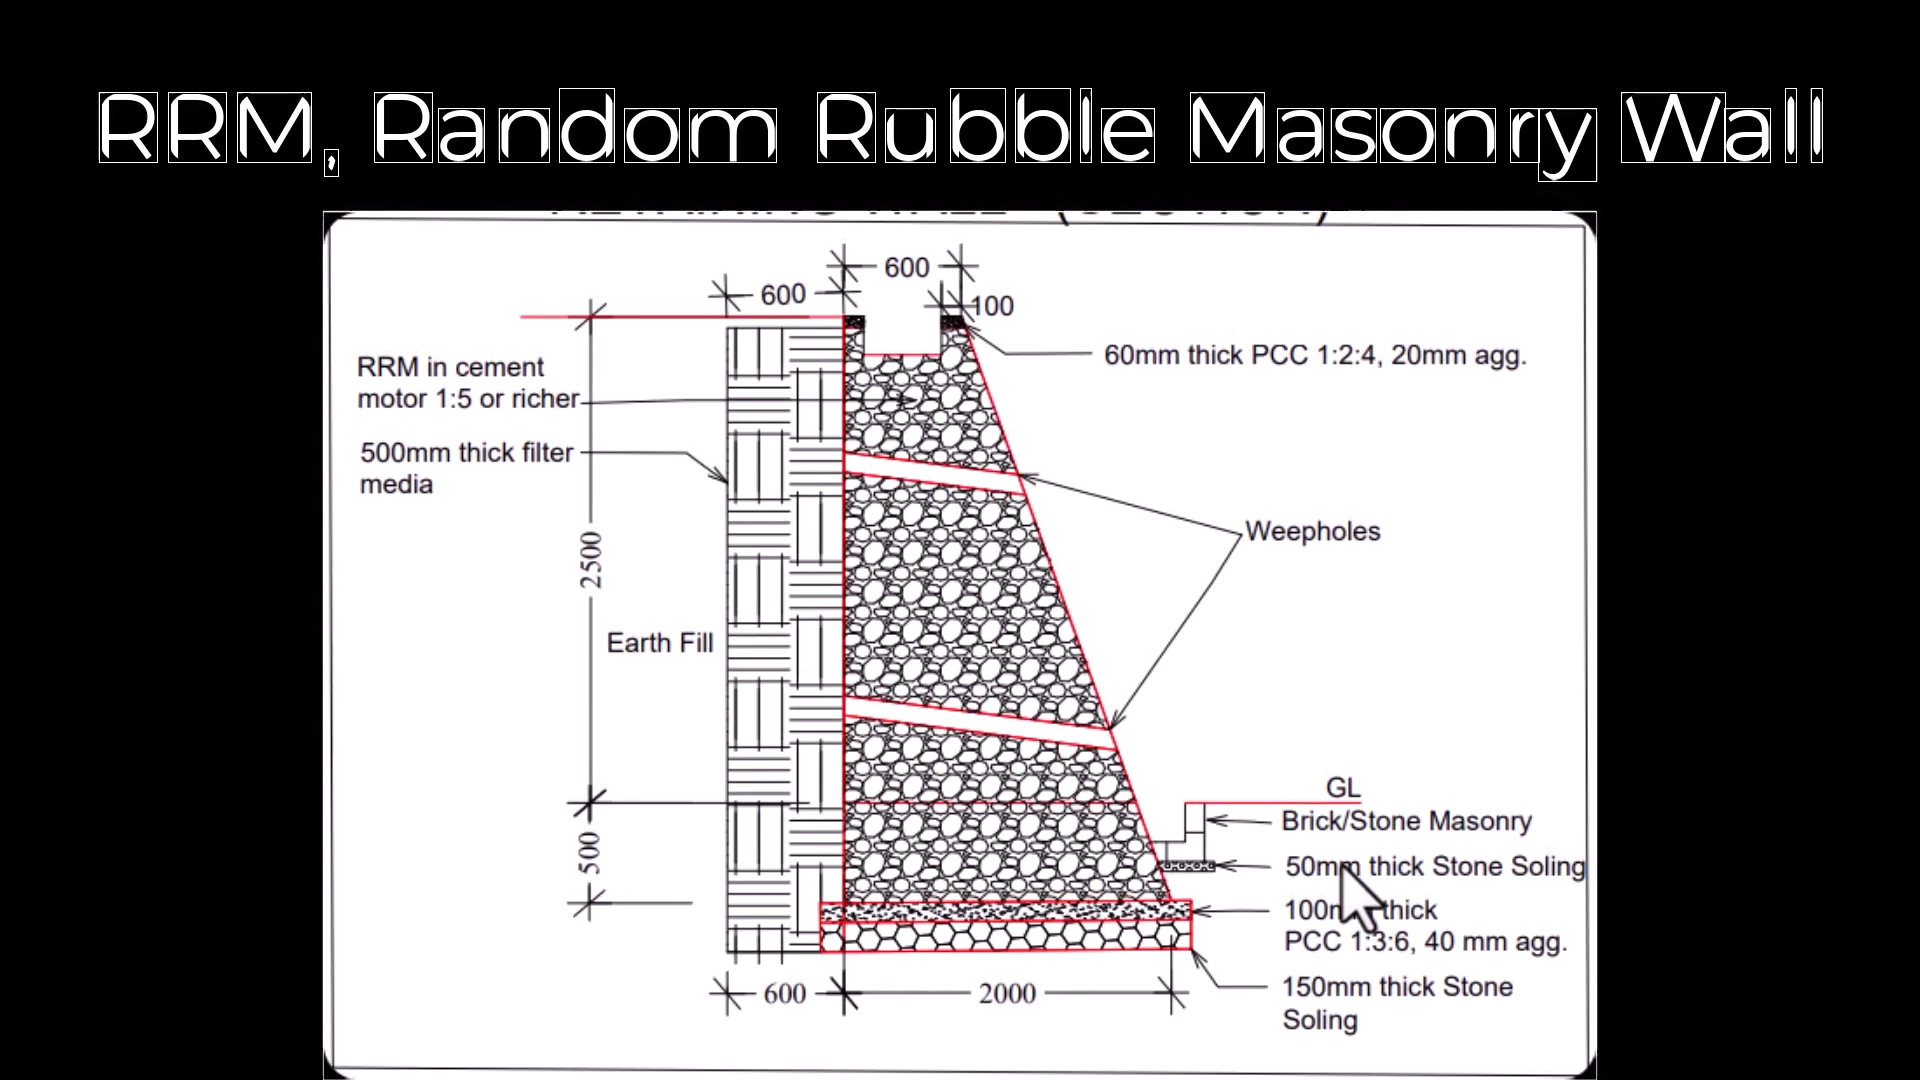 RRM, Random Rubble Masonry Wall
600
600
100
60mm thick PCC 1:2:4, 20mm agg.
RRM in cement
motor 1:5 or richer
500mm thick filter
media
2500
Weepholes
Earth Fill
GL
Brick/Stone Masonry
500
50mm thick Stone Soling
thick
PCC 1:3:6, 40 mm agg.
150mm thick Stone
Soling
600
2000